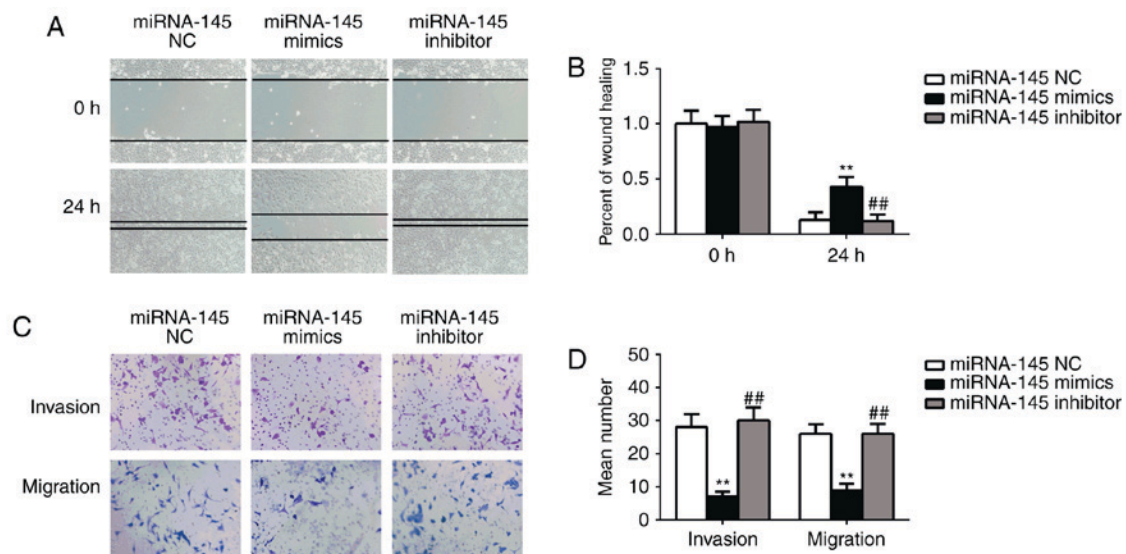 A
miRNA-145 NC
miRNA-145 mimics
miRNA-145 inhibitor
0 h
24 h
B
Percent of wound healing
1.5
1.0
0.5
0.0
**
##
0 h
24 h
miRNA-145 NC
miRNA-145 mimics
miRNA-145 inhibitor
C
miRNA-145 NC
miRNA-145 mimics
miRNA-145 inhibitor
Invasion
Migration
D
Mean number
50
40
30
20
10
0
**
##
**
##
Invasion
Migration
miRNA-145 NC
miRNA-145 mimics
miRNA-145 inhibitor